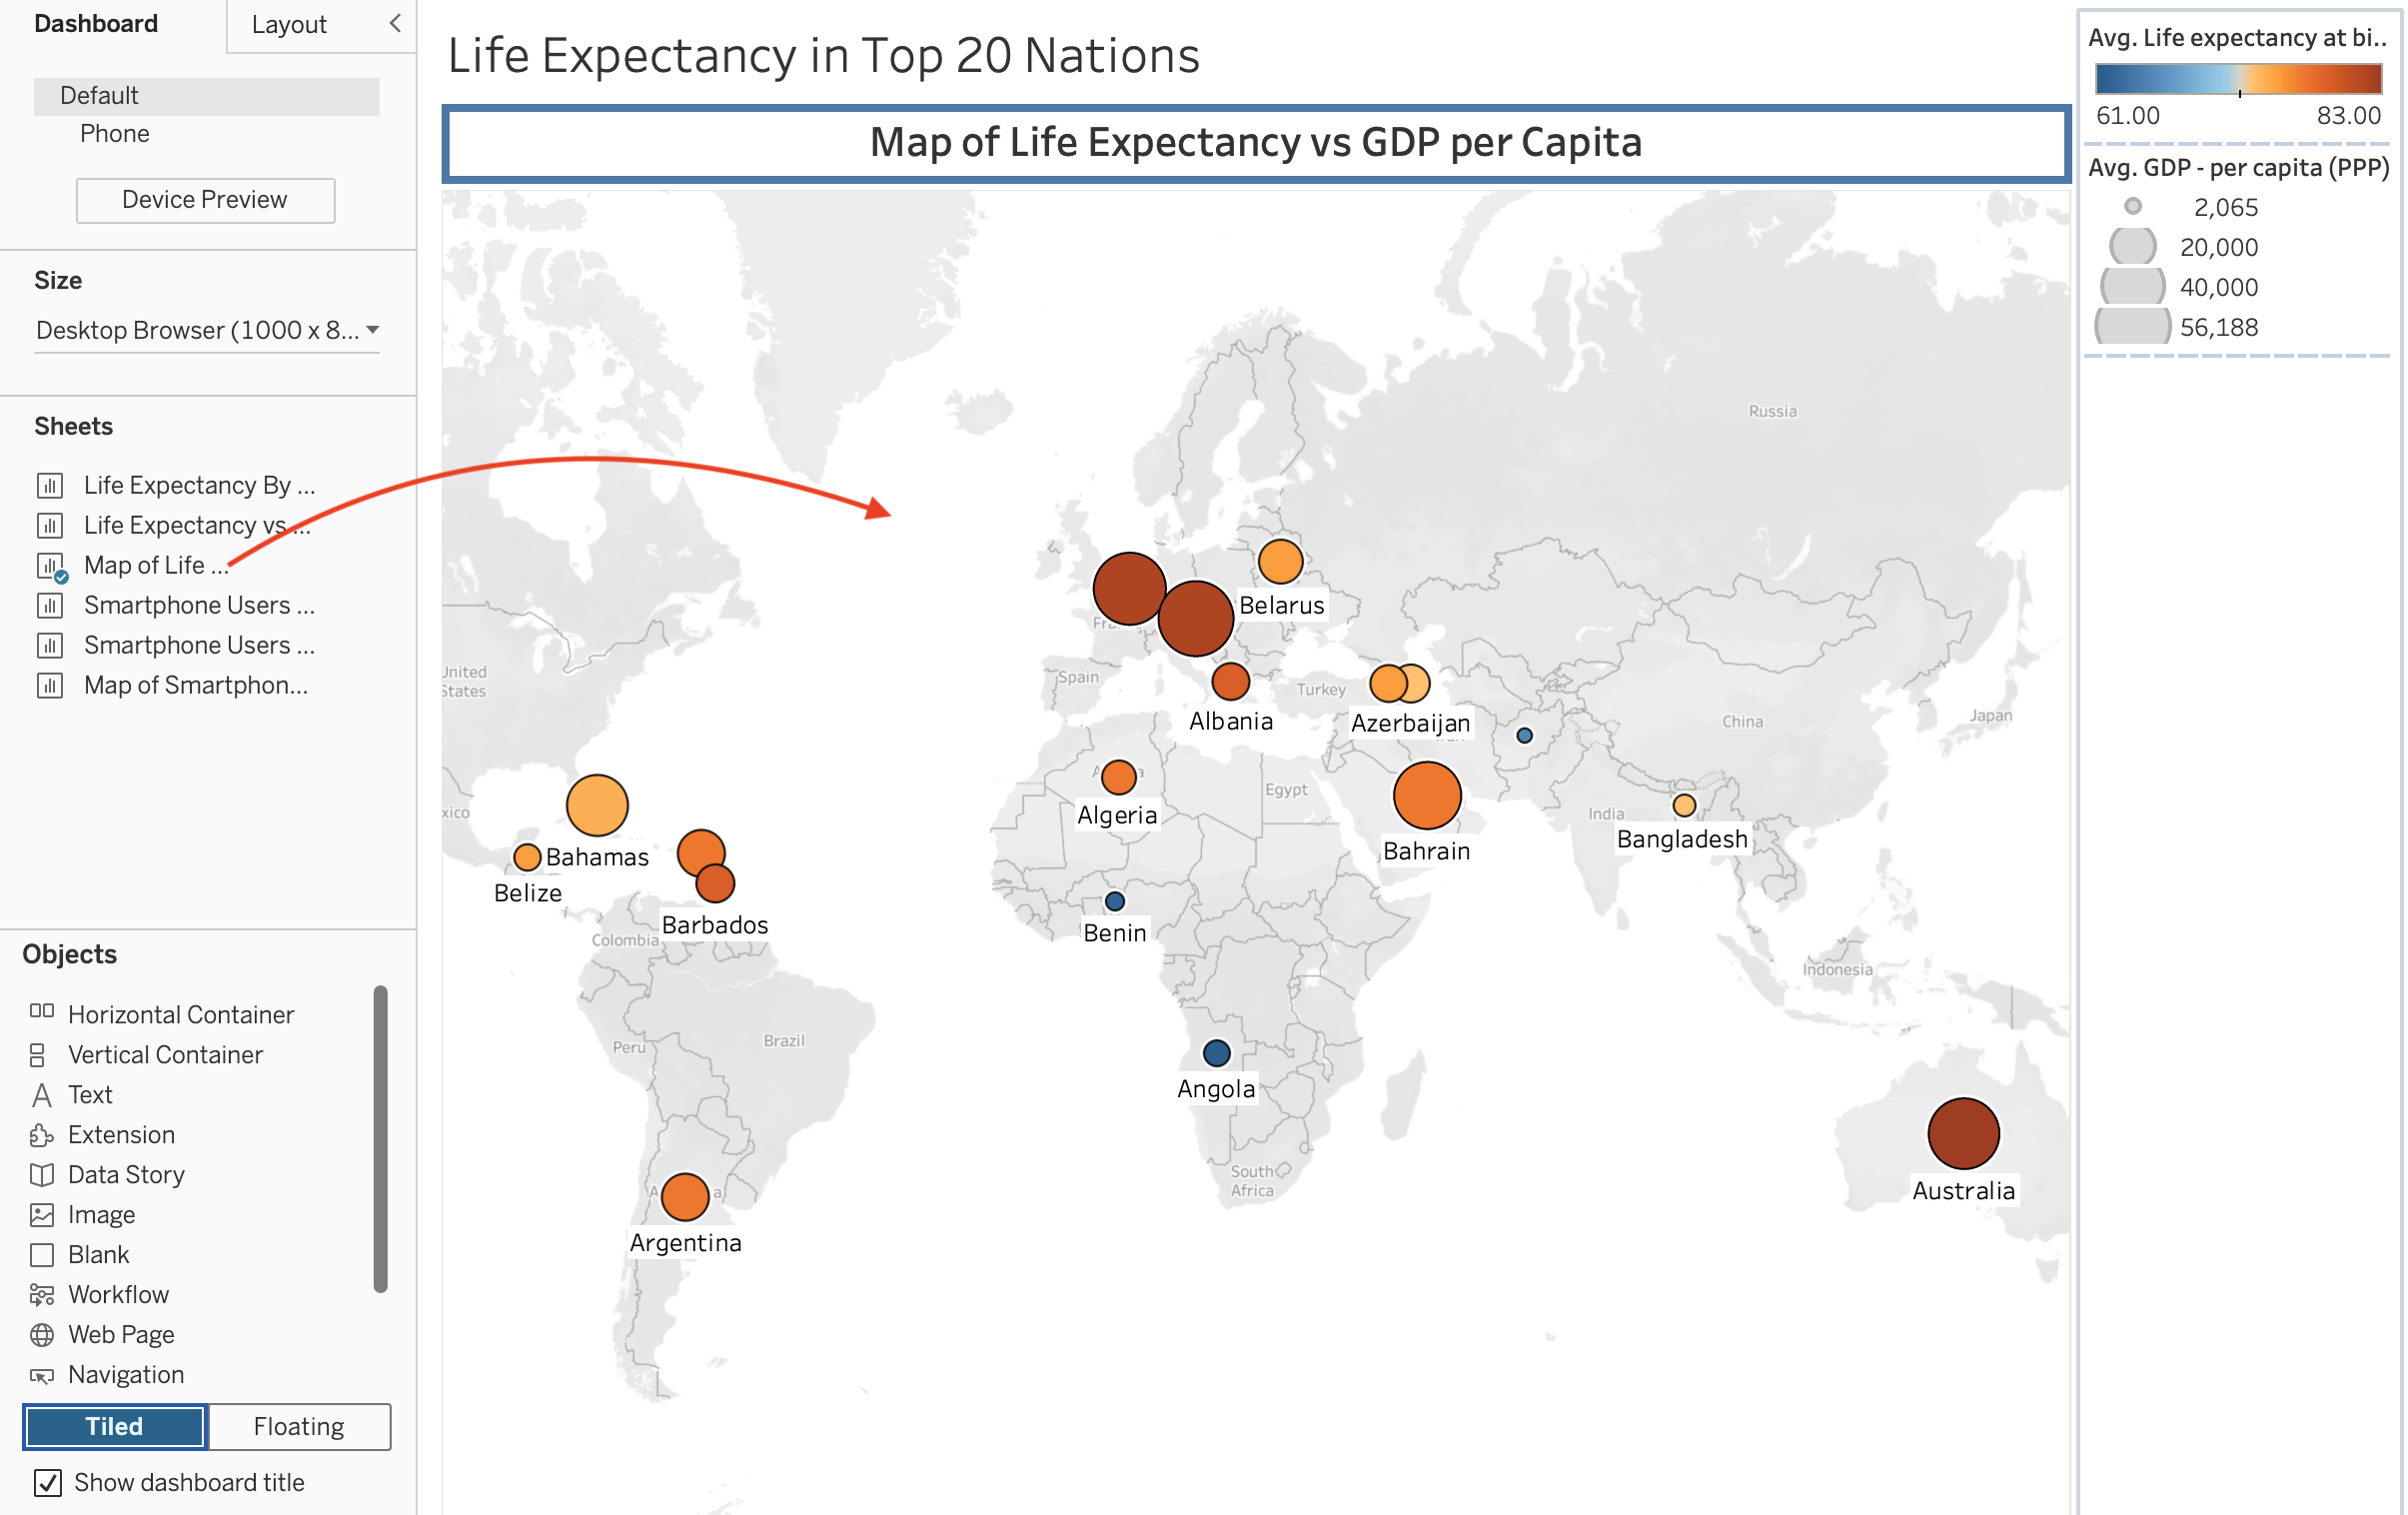 Dashboard
Layout
Default
Phone
Device Preview
Size
Desktop Browser (1000 x 8...
Sheets
Life Expectancy By ...
Life Expectancy vs ...
Map of Life ...
Smartphone Users ...
Smartphone Users ...
Map of Smartphon...
Objects
Horizontal Container
Vertical Container
Text
Extension
Data Story
Image
Blank
Workflow
Web Page
Navigation
Tiled
Floating
Show dashboard title
Life Expectancy in Top 20 Nations
Map of Life Expectancy vs GDP per Capita
Russia
Belarus
United
States
Spain
Turkey
Albania
Azerbaijan
China
Japan
Algeria
Egypt
Bahrain
India
Bangladesh
Bahamas
Belize
Barbados
Colombia
Benin
Indonesia
Peru
Brazil
Angola
South
Africa
Australia
Argentina
Avg. Life expectancy at bi..
61.00
83.00
Avg. GDP - per capita (PPP)
2,065
20,000
40,000
56,188